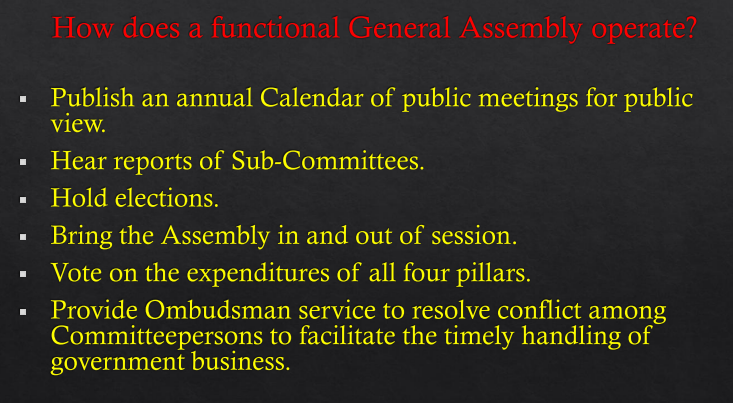 How does a functional General Assembly operate?
▪ Publish an annual Calendar of public meetings for public
view.
▪ Hear reports of Sub-Committees.
▪ Hold elections.
▪ Bring the Assembly in and out of session.
▪ Vote on the expenditures of all four pillars.
▪ Provide Ombudsman service to resolve conflict among
Committeepersons to facilitate the timely handling of
government business.